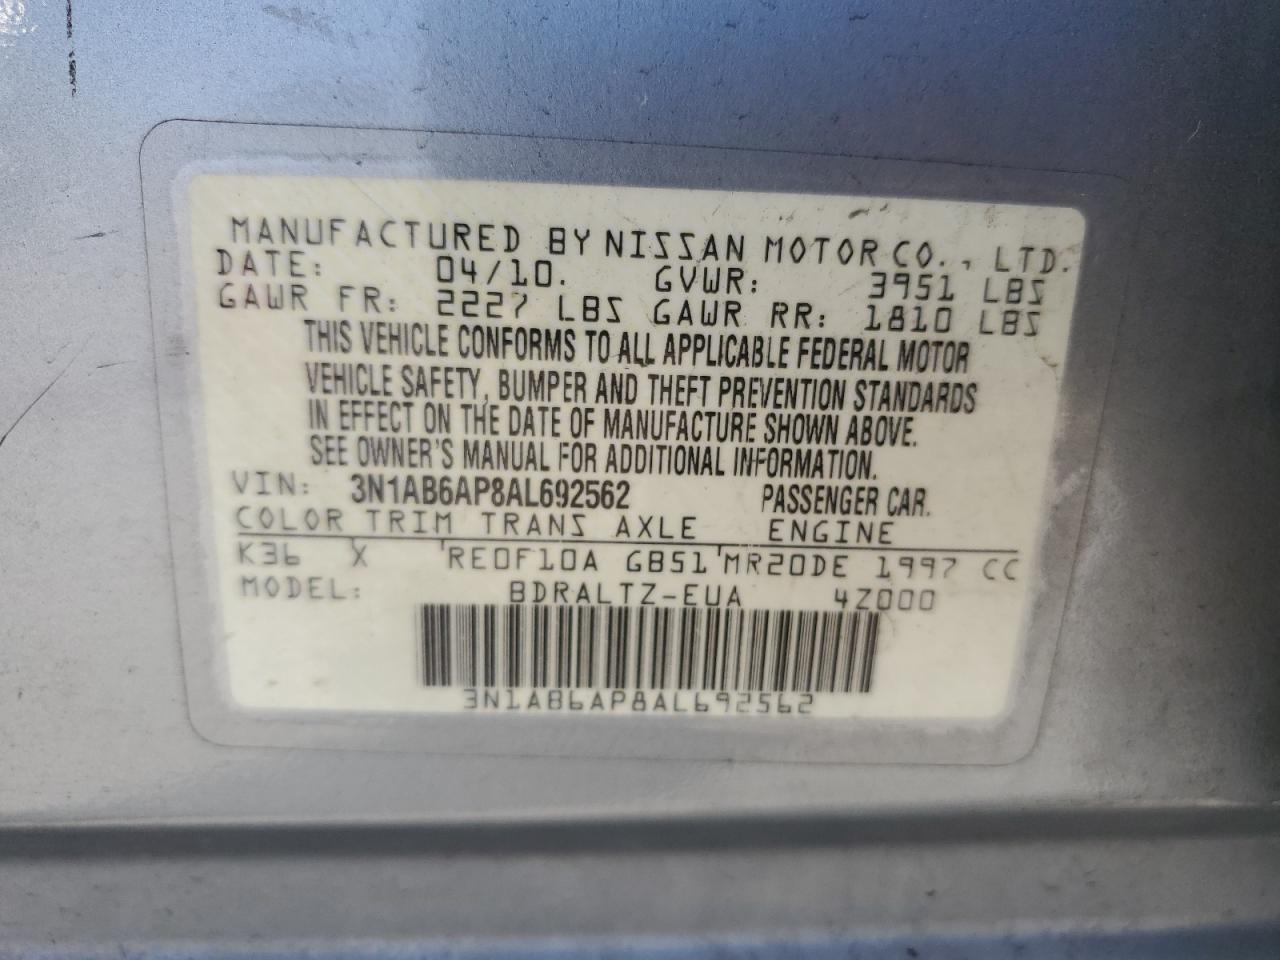 MANUFACTURED BY NISSAN MOTOR CO., LTD.
DATE: 04/10. GVWR: 3951 LBS
GAWR FR: 2227 LBS GAWR RR: 1810 LBS
THIS VEHICLE CONFORMS TO ALL APPLICABLE FEDERAL MOTOR
VEHICLE SAFETY, BUMPER AND THEFT PREVENTION STANDARDS
IN EFFECT ON THE DATE OF MANUFACTURE SHOWN ABOVE.
SEE OWNER'S MANUAL FOR ADDITIONAL INFORMATION.
VIN: 3N1AB6AP8AL692562 PASSENGER CAR.
COLOR TRIM TRANS AXLE ENGINE
K36 X RE0F10A GB51 MR20DE 1997 CC
MODEL: BDRALTZ-EUA 4Z000
3N1AB6AP8AL692562